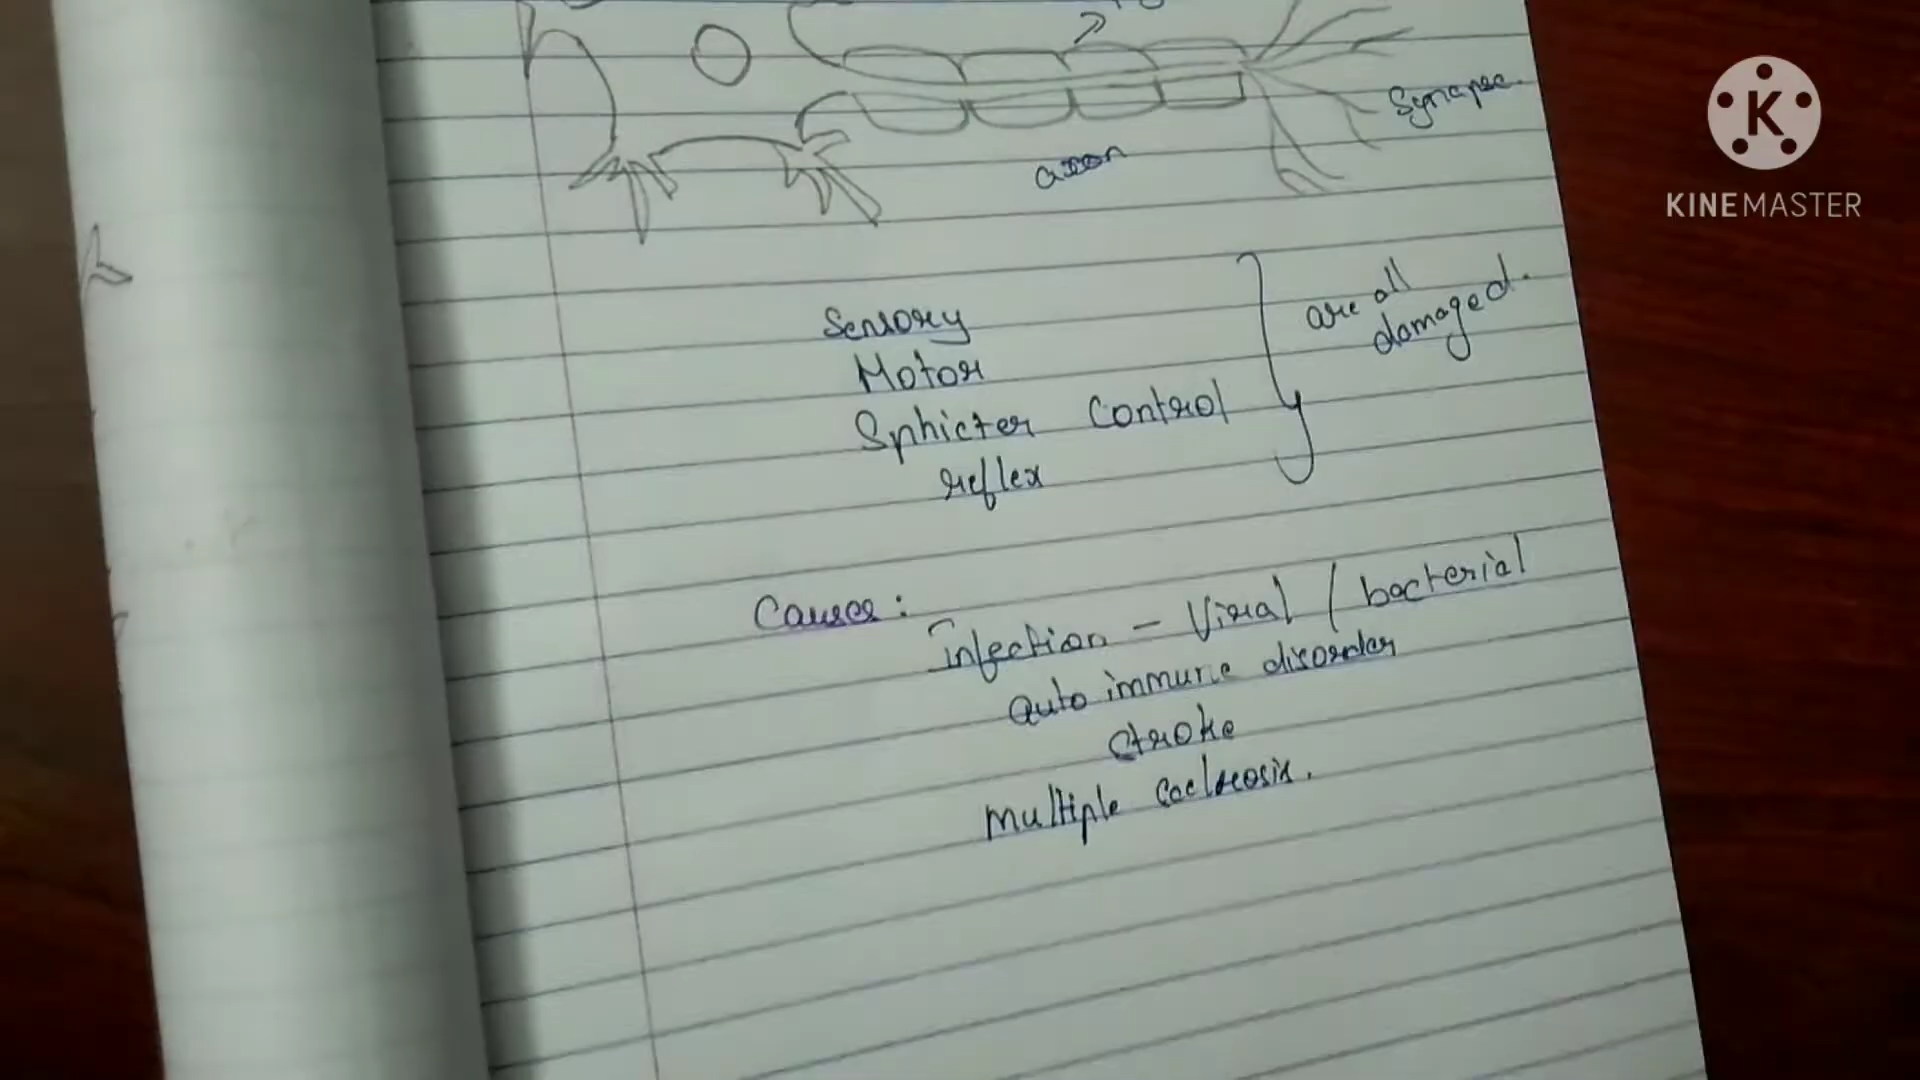 Synapse.
axon
Sensory
Motor
Sphicter Control
reflex
are all
damaged.
Causes:
Infection - Viral / bacterial
auto immune disorder
Stroke
Multiple
KINEMASTER